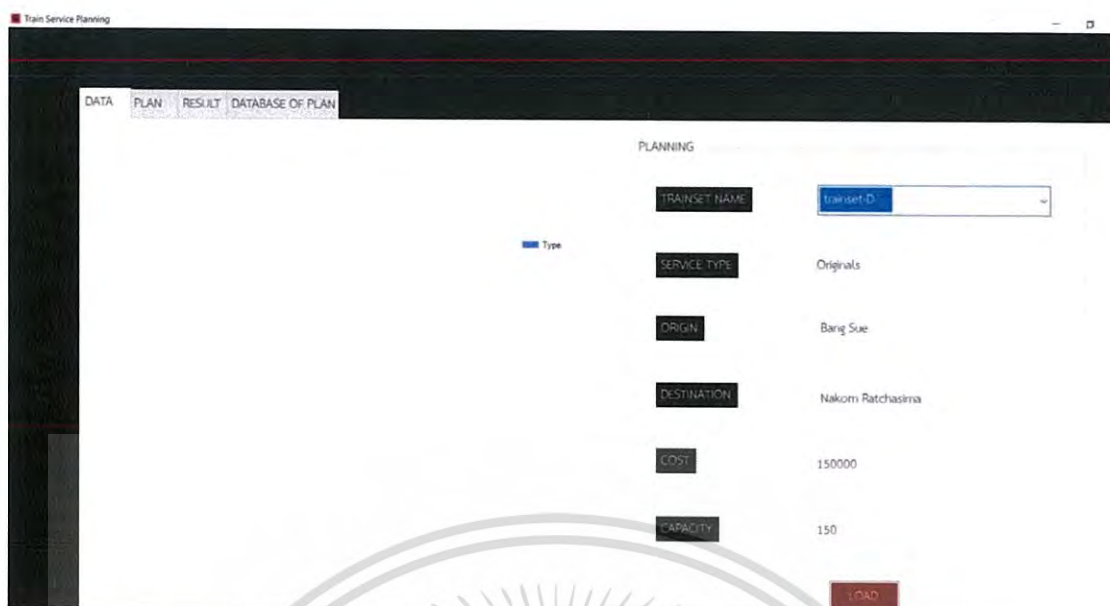 Train Service Planning
DATA PLAN RESULT DATABASE OF PLAN
PLANNING
TRAINSET NAME trainset-D
Type
SERVICE TYPE Originals
ORIGIN Bang Sue
DESTINATION Nakorn Ratchasima
COST 150000
CAPACITY 150
LOAD